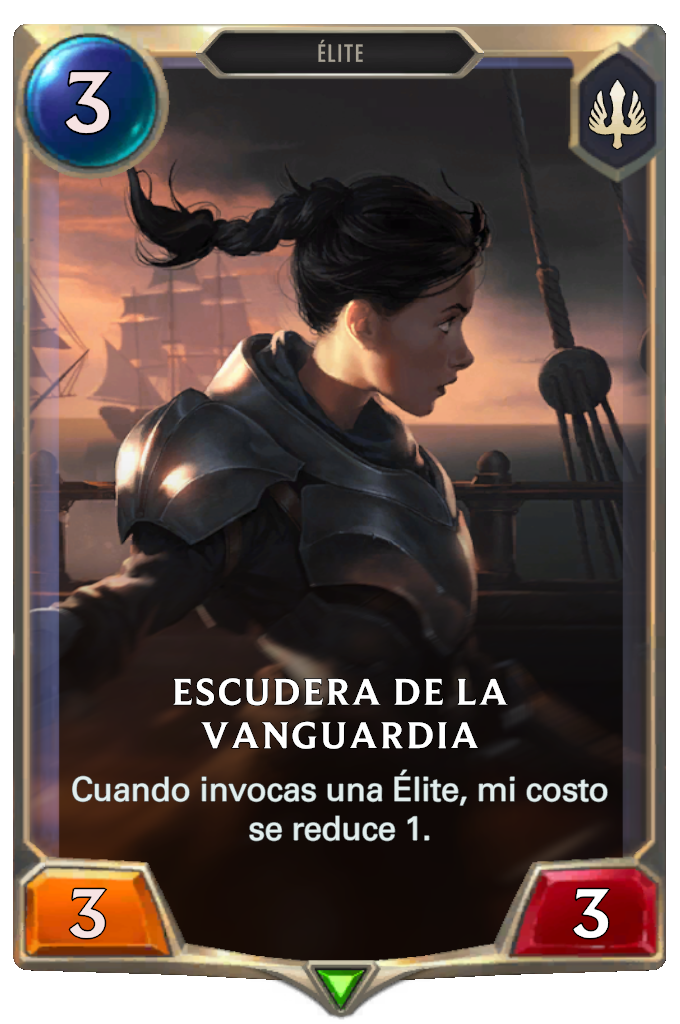 ÉLITE
3
ESCUDERA DE LA
VANGUARDIA
Cuando invocas una Élite, mi costo
se reduce 1.
3
3